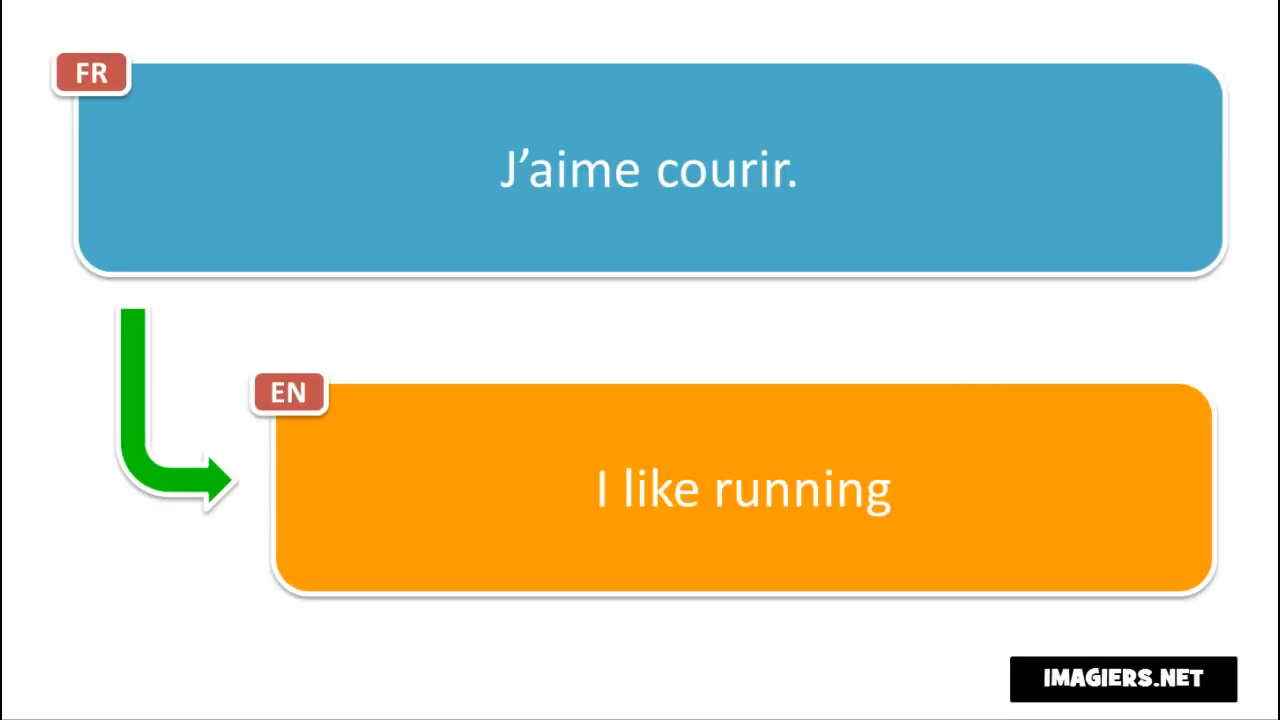 FR
J’aime courir.
EN
I like running
IMAGIERS.NET